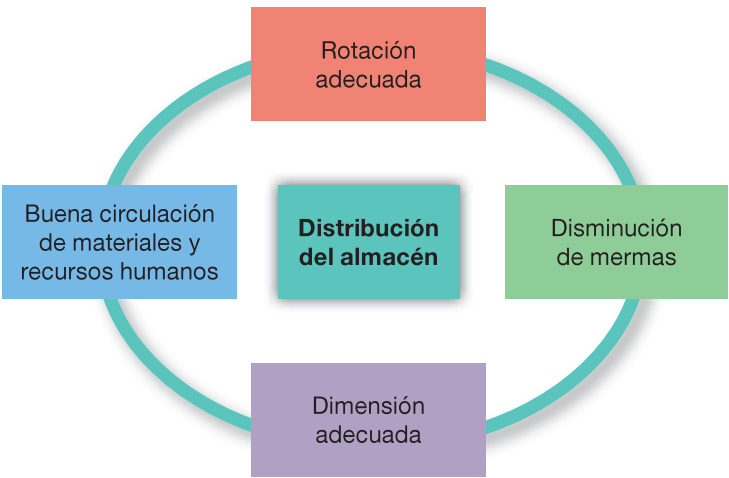 Rotación
adecuada
Buena circulación
de materiales y
recursos humanos
Distribución
del almacén
Disminución
de mermas
Dimensión
adecuada